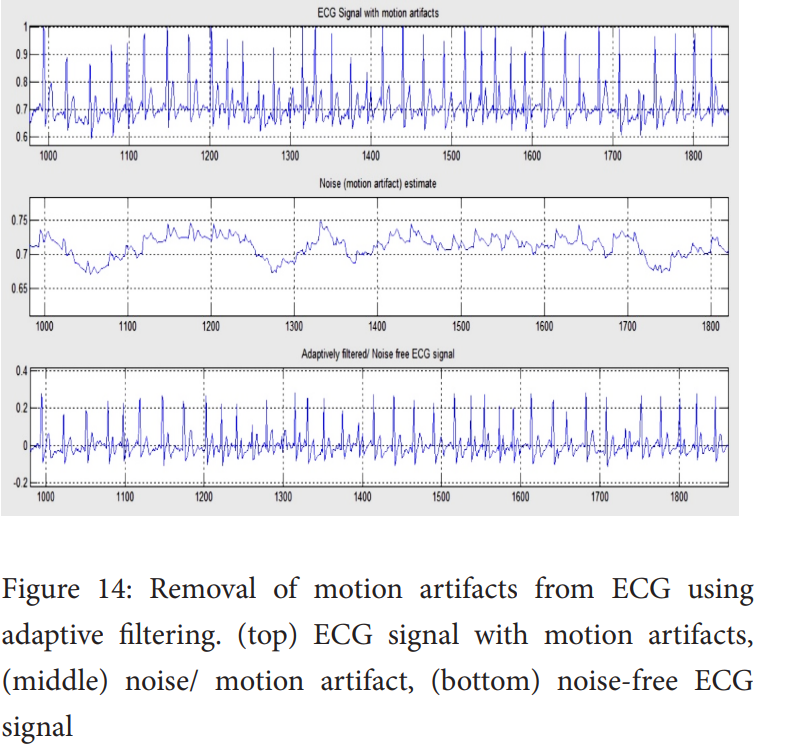 ECG Signal with motion artifacts
1
0.9
0.8
0.7
0.6
1000 1100 1200 1300 1400 1500 1600 1700 1800
Noise (motion artifact) estimate
0.75
0.7
0.65
1000 1100 1200 1300 1400 1500 1600 1700 1800
Adaptively filtered/ Noise free ECG signal
0.4
0.2
0
-0.2
1000 1100 1200 1300 1400 1500 1600 1700 1800
Figure 14: Removal of motion artifacts from ECG using
adaptive filtering. (top) ECG signal with motion artifacts,
(middle) noise/ motion artifact, (bottom) noise-free ECG
signal